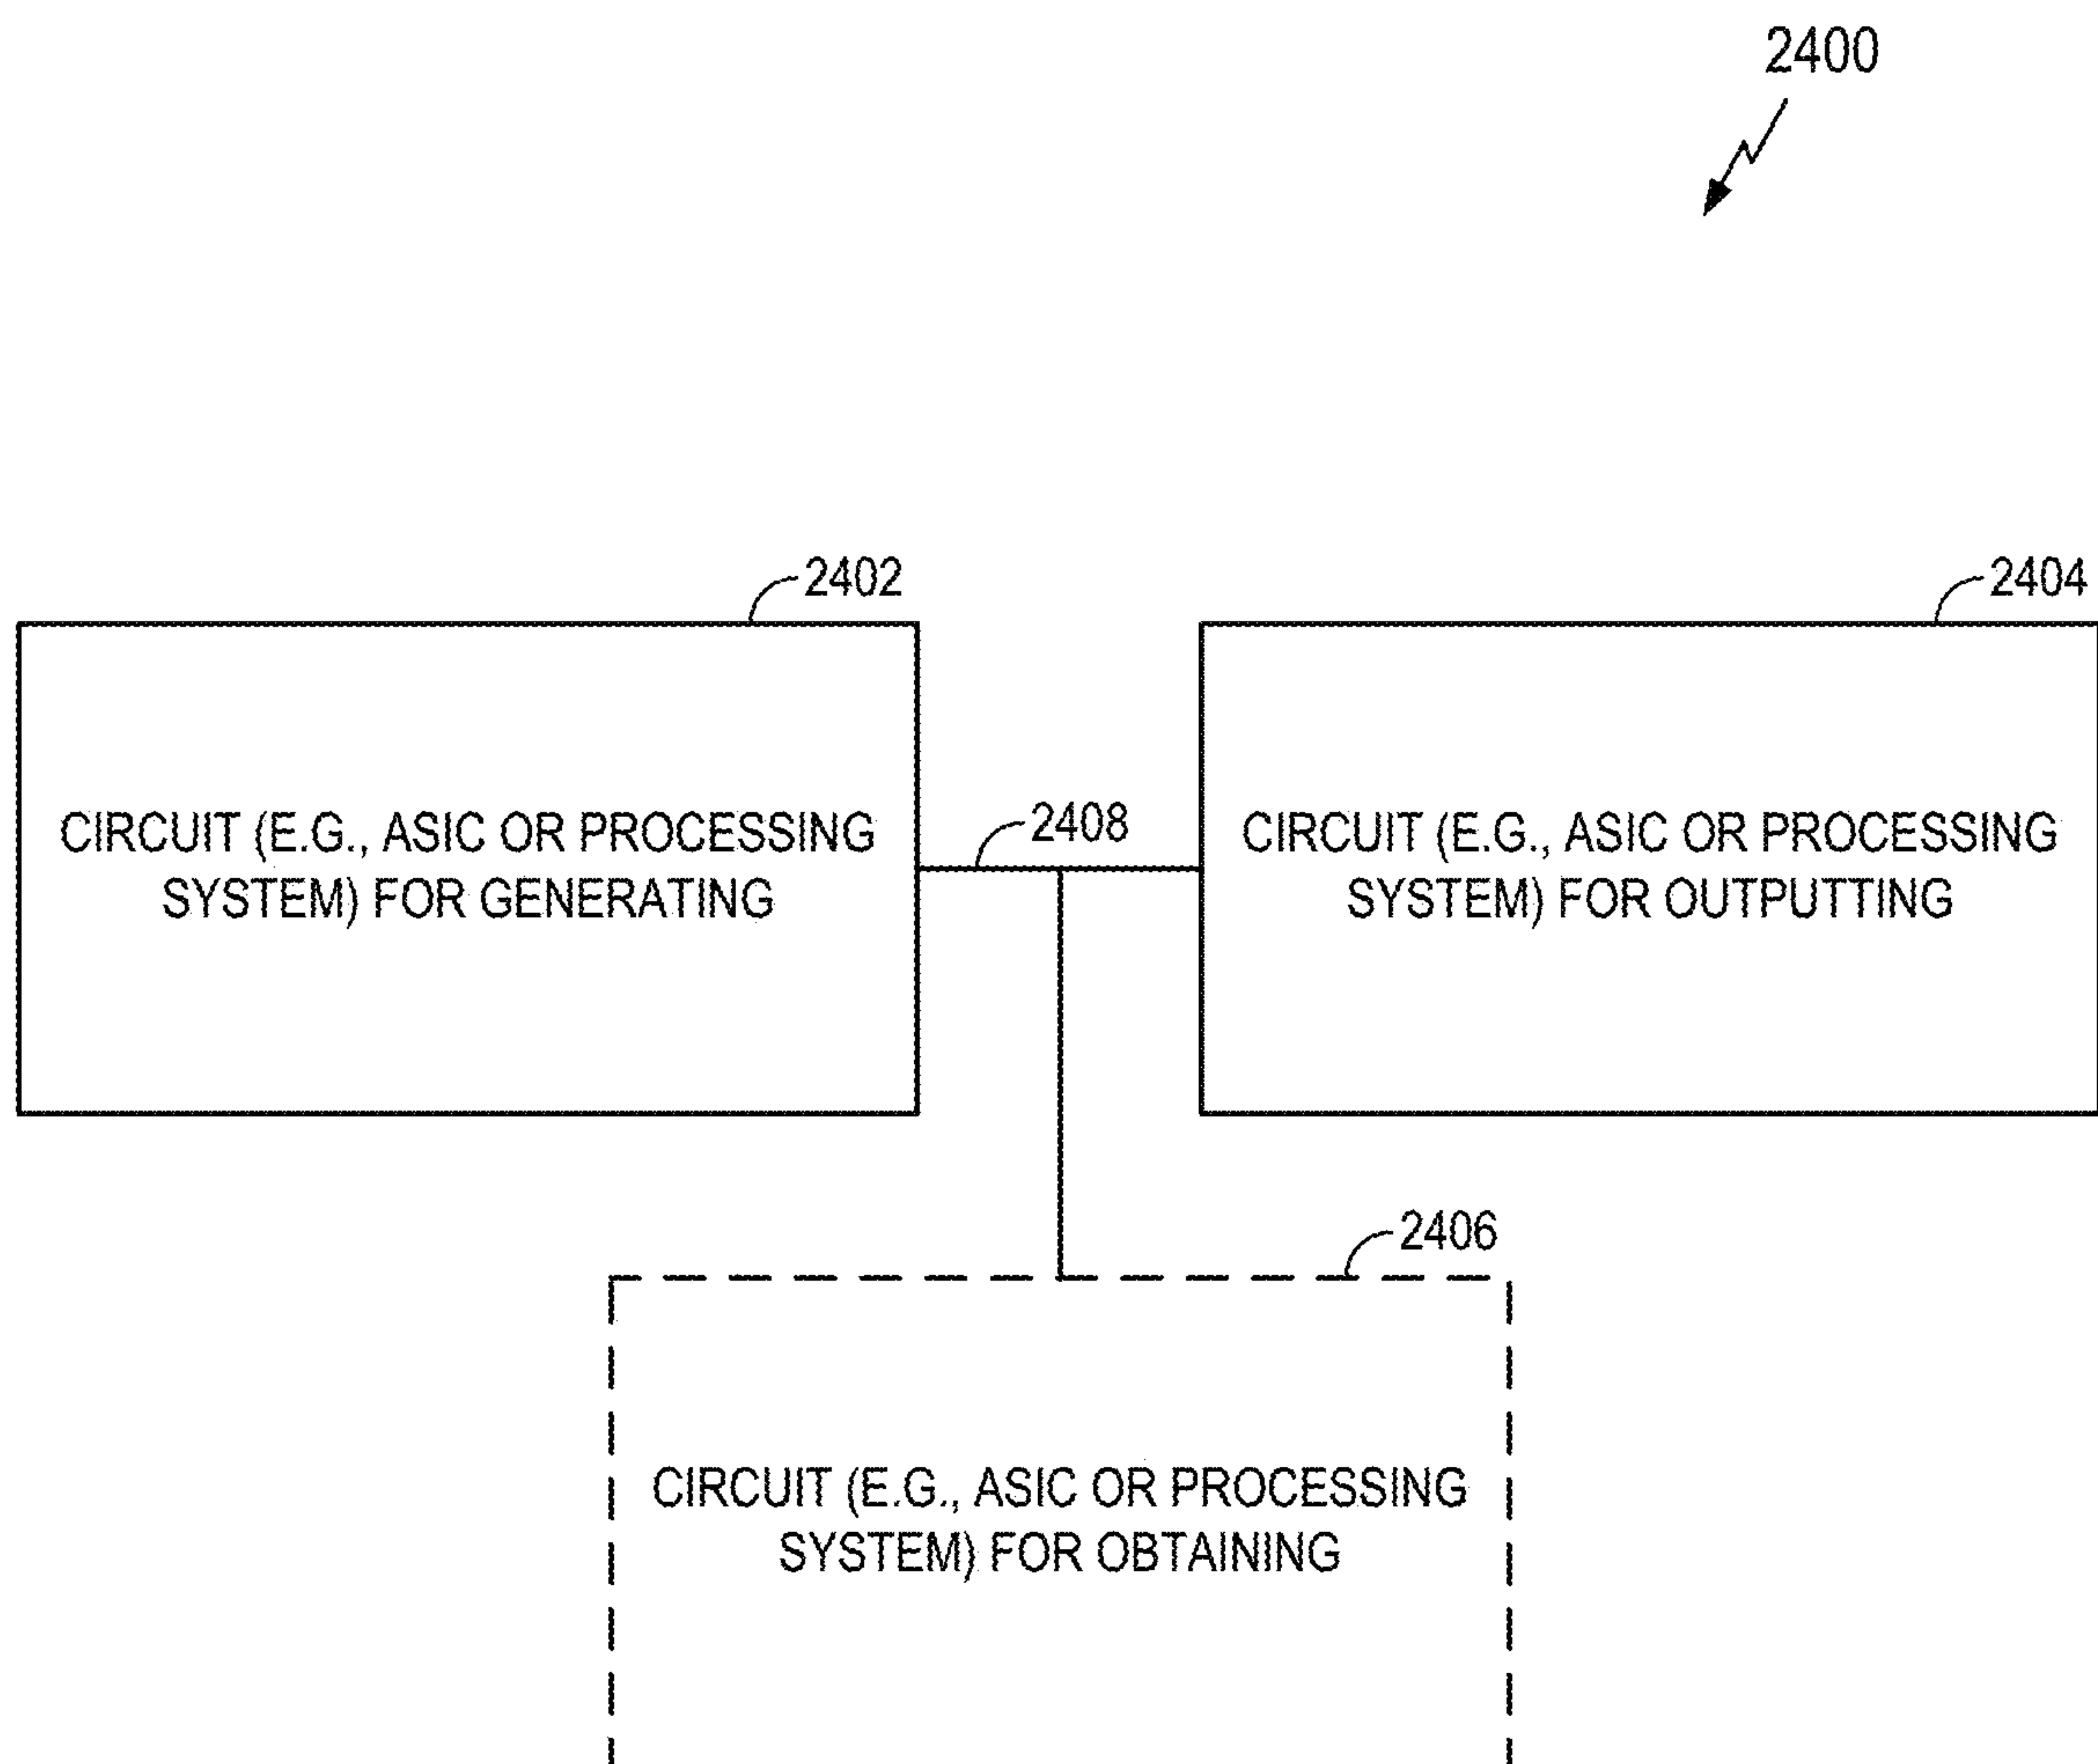 2400
2402
2404
CIRCUIT (E.G., ASIC OR PROCESSING
SYSTEM) FOR GENERATING
2408
CIRCUIT (E.G., ASIC OR PROCESSING
SYSTEM) FOR OUTPUTTING
2406
CIRCUIT (E.G., ASIC OR PROCESSING
SYSTEM) FOR OBTAINING